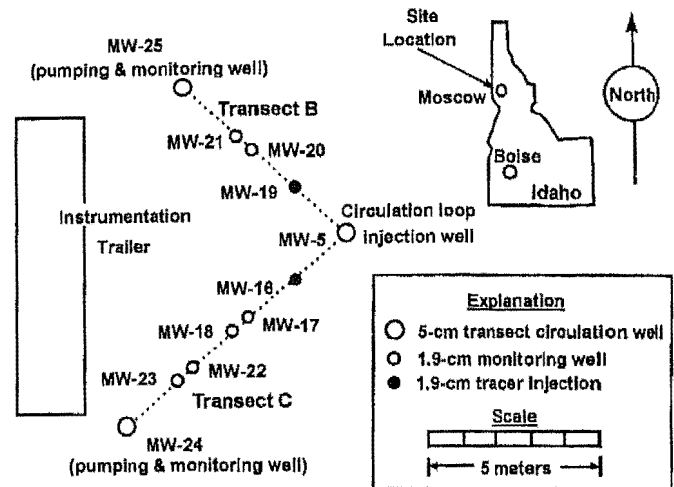 MW-25
(pumping & monitoring well)
Transect B
MW-21
MW-20
MW-19
Circulation loop
injection well
MW-5
Instrumentation
Trailer
MW-16
MW-17
MW-18
MW-22
MW-23
Transect C
MW-24
(pumping & monitoring well)
Site
Location
Moscow
Boise
Idaho
North
Explanation
5-cm transect circulation well
1.9-cm monitoring well
1.9-cm tracer injection
Scale
5 meters